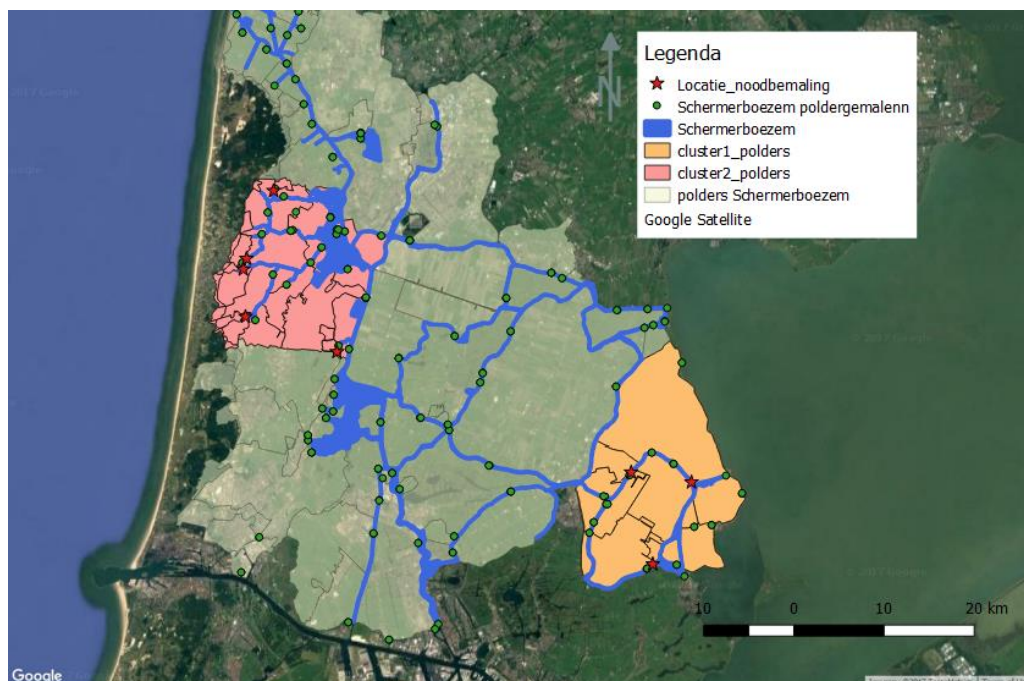 N
Legenda
Locatie_noodbemaling
Schermerboezem poldergemalenn
Schermerboezem
cluster1_polders
cluster2_polders
polders Schermerboezem
Google Satellite
10 0 10 20 km
Google